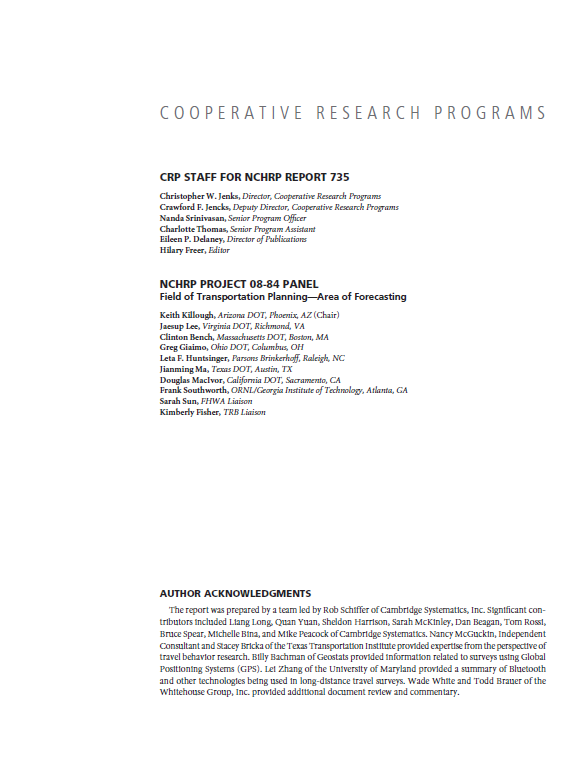 COOPERATIVE RESEARCH PROGRAMS
CRP STAFF FOR NCHRP REPORT 735
Christopher W. Jenks, Director, Cooperative Research Programs
Crawford F. Jencks, Deputy Director, Cooperative Research Programs
Nanda Srinivasan, Senior Program Officer
Charlotte Thomas, Senior Program Assistant
Eileen P. Delaney, Director of Publications
Hilary Freer, Editor
NCHRP PROJECT 08-84 PANEL
Field of Transportation Planning—Area of Forecasting
Keith Killough, Arizona DOT, Phoenix, AZ (Chair)
Jaesup Lee, Virginia DOT, Richmond, VA
Clinton Bench, Massachusetts DOT, Boston, MA
Greg Giaimo, Ohio DOT, Columbus, OH
Leta F. Huntsinger, Parsons Brinkerhoff, Raleigh, NC
Jianming Ma, Texas DOT, Austin, TX
Douglas MacIvor, California DOT, Sacramento, CA
Frank Southworth, ORNL/Georgia Institute of Technology, Atlanta, GA
Sarah Sun, FHWA Liaison
Kimberly Fisher, TRB Liaison
AUTHOR ACKNOWLEDGMENTS
The report was prepared by a team led by Rob Schiffer of Cambridge Systematics, Inc. Significant con-
tributors included Liang Long, Quan Yuan, Sheldon Harrison, Sarah McKinley, Dan Beagan, Tom Rossi,
Bruce Spear, Michelle Bina, and Mike Peacock of Cambridge Systematics. Nancy McGuckin, Independent
Consultant and Stacey Bricka of the Texas Transportation Institute provided expertise from the perspective of
travel behavior research. Billy Bachman of Geostats provided information related to surveys using Global
Positioning Systems (GPS). Lei Zhang of the University of Maryland provided a summary of Bluetooth
and other technologies being used in long-distance travel surveys. Wade White and Todd Brauer of the
Whitehouse Group, Inc. provided additional document review and commentary.